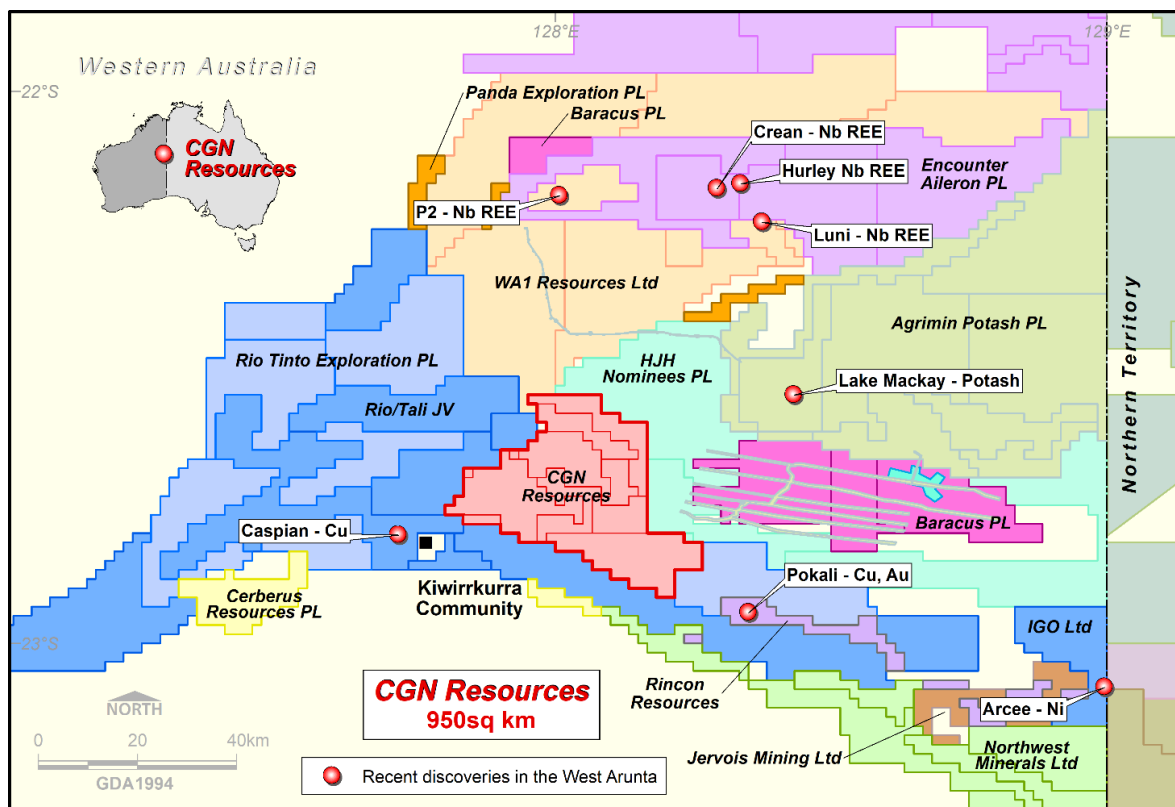 128°E
129°E
Western Australia
22°S
CGN
Resources
Panda Exploration PL
Baracus PL
Crean - Nb REE
Hurley Nb REE
Encounter
Aileron PL
P2 - Nb REE
Luni - Nb REE
WA1 Resources Ltd
Agrimin Potash PL
Northern Territory
Rio Tinto Exploration PL
HJH
Nominees PL
Lake Mackay - Potash
Rio/Tali JV
CGN
Resources
Caspian - Cu
Baracus PL
Kiwirrkurra
Community
Pokali - Cu, Au
Cerberus
Resources PL
23°S
IGO Ltd
CGN Resources
950sq km
Rincon
Resources
Arcee - Ni
NORTH
0 20 40km
GDA1994
Jervois Mining Ltd
Northwest
Minerals Ltd
Recent discoveries in the West Arunta